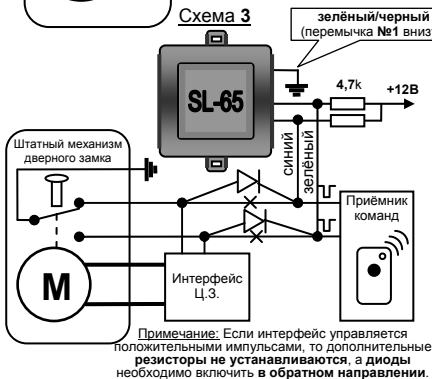 Схема 3
зелёный/черный
(перемычка №1 вниз
SL-65
4,7k
+12В
синий
зелёный
Штатный механизм
дверного замка
М
Интерфейс
Ц.З.
Приёмник
команд
Примечание: Если интерфейс управляется
положительными импульсами, то дополнительные
резисторы не устанавливаются, а диоды
необходимо включить в обратном направлении.